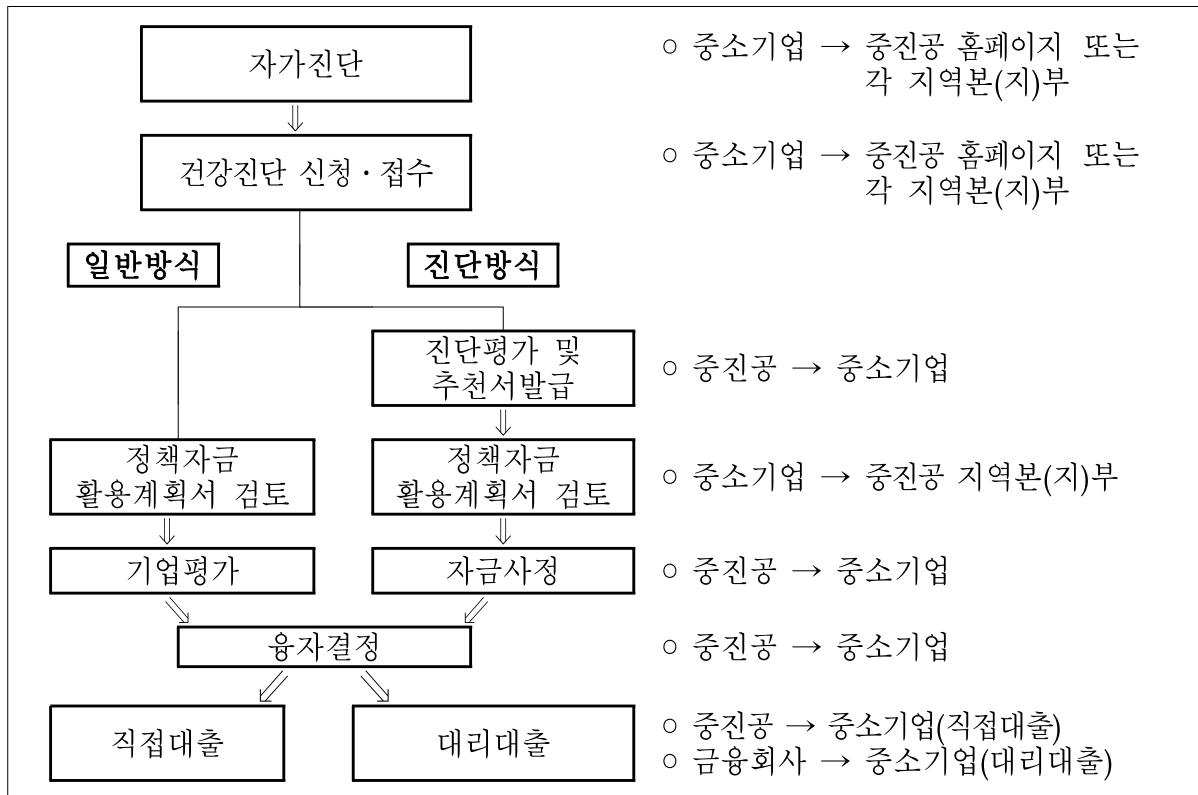 자가진단
○ 중소기업 → 중진공 홈페이지 또는
각 지역본(지)부
건강진단 신청·접수
○ 중소기업 → 중진공 홈페이지 또는
각 지역본(지)부
일반방식
진단방식
진단평가 및
추천서발급
○ 중진공 → 중소기업
정책자금
활용계획서 검토
정책자금
활용계획서 검토
○ 중소기업 → 중진공 지역본(지)부
기업평가
자금사정
○ 중진공 → 중소기업
융자결정
○ 중진공 → 중소기업
직접대출
대리대출
○ 중진공 → 중소기업(직접대출)
○ 금융회사 → 중소기업(대리대출)